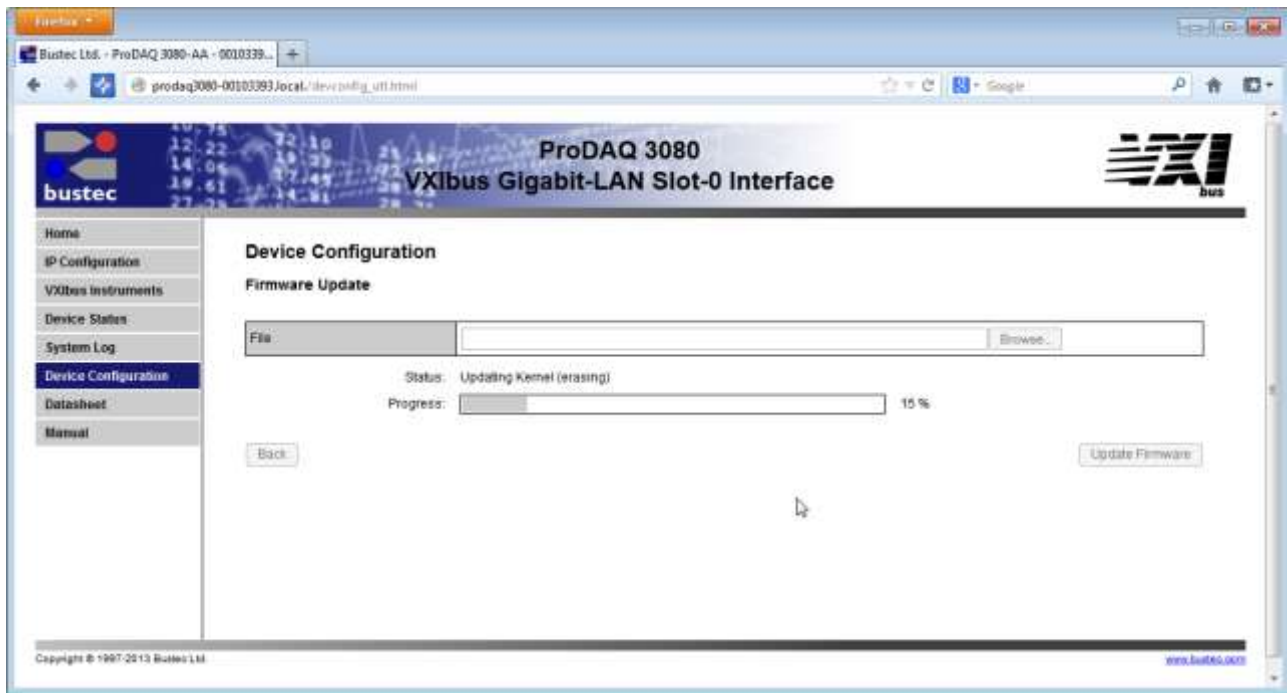 Firefox
Bustec Ltd. - ProDAQ 3080-AA - 0010339...
prodaq3080-00103393.local./devconfig_utl.html
Google
bustec
ProDAQ 3080
VXIbus Gigabit-LAN Slot-0 Interface
VXI
bus
Home
IP Configuration
VXIbus Instruments
Device Status
System Log
Device Configuration
Datasheet
Manual
Device Configuration
Firmware Update
File
Browse...
Status: Updating Kernel (erasing)
Progress: 15 %
Back
Update Firmware
Copyright © 1997-2013 Bustec Ltd.
www.bustec.com